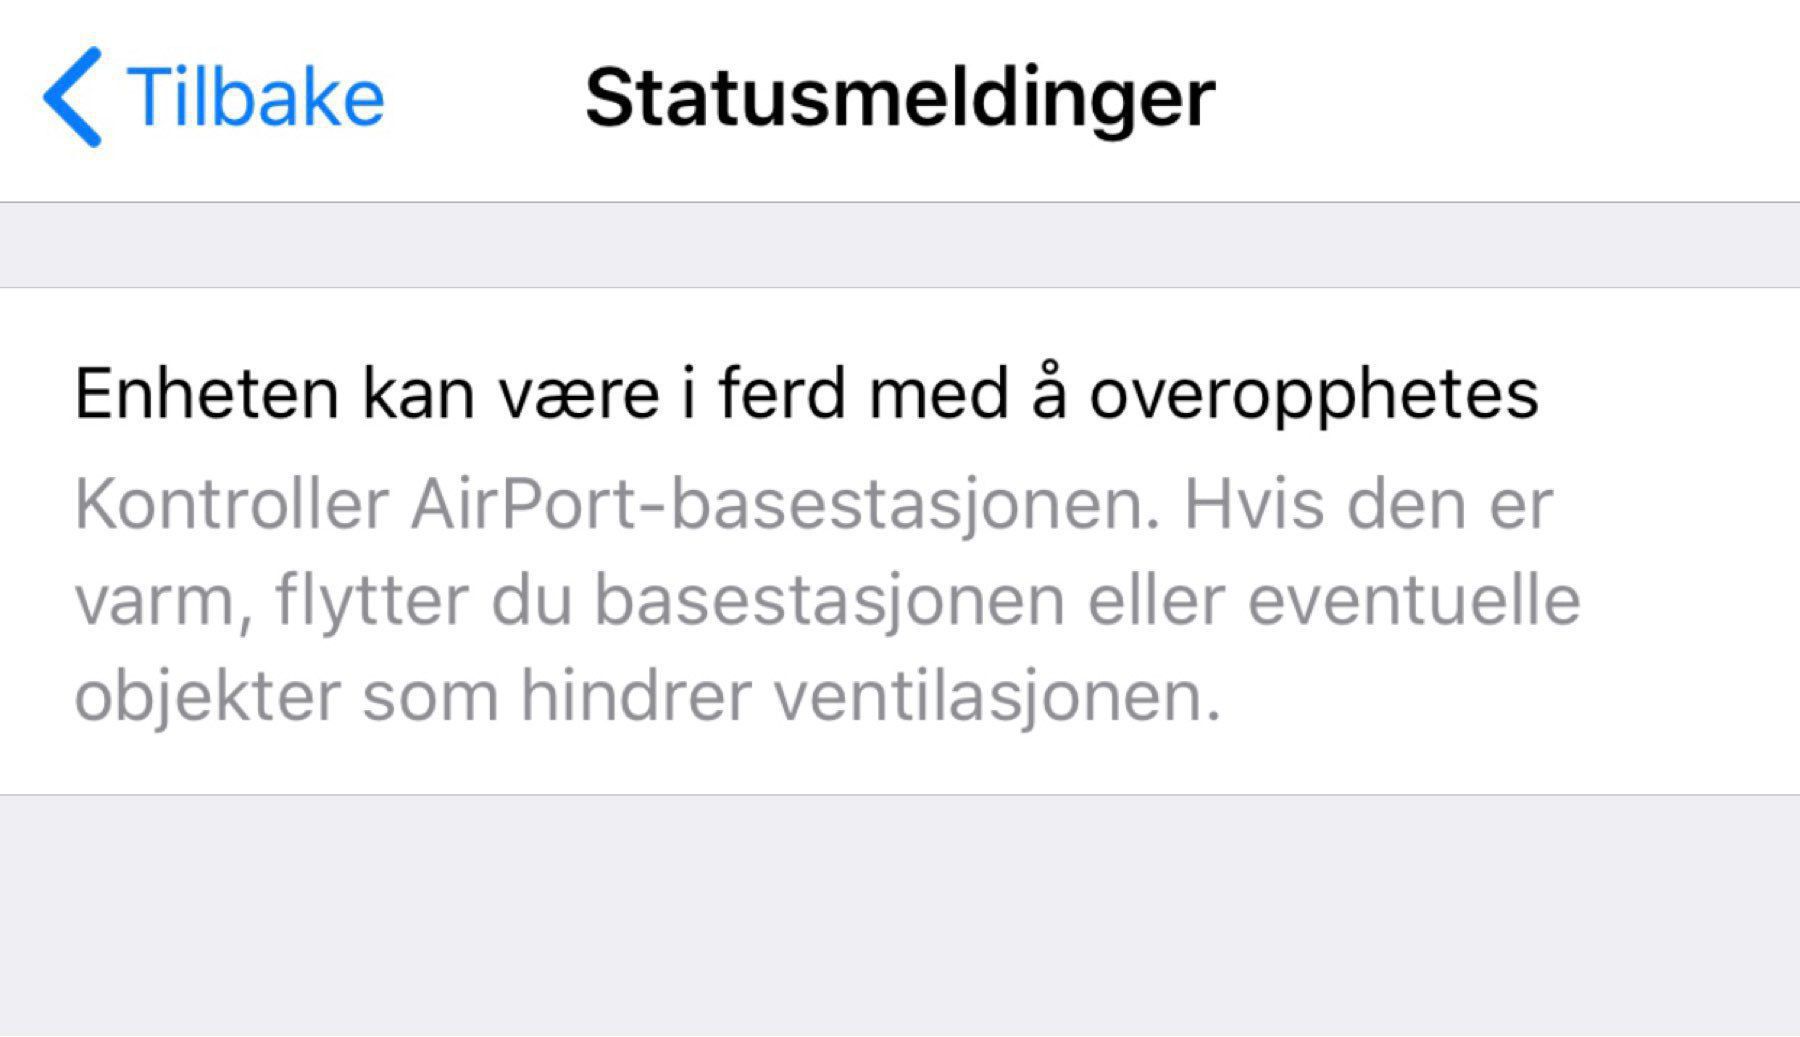 Tilbake
Statusmeldinger
Enheten kan være i ferd med å overopphetes
Kontroller AirPort-basestasjonen. Hvis den er
varm, flytter du basestasjonen eller eventuelle
objekter som hindrer ventilasjonen.